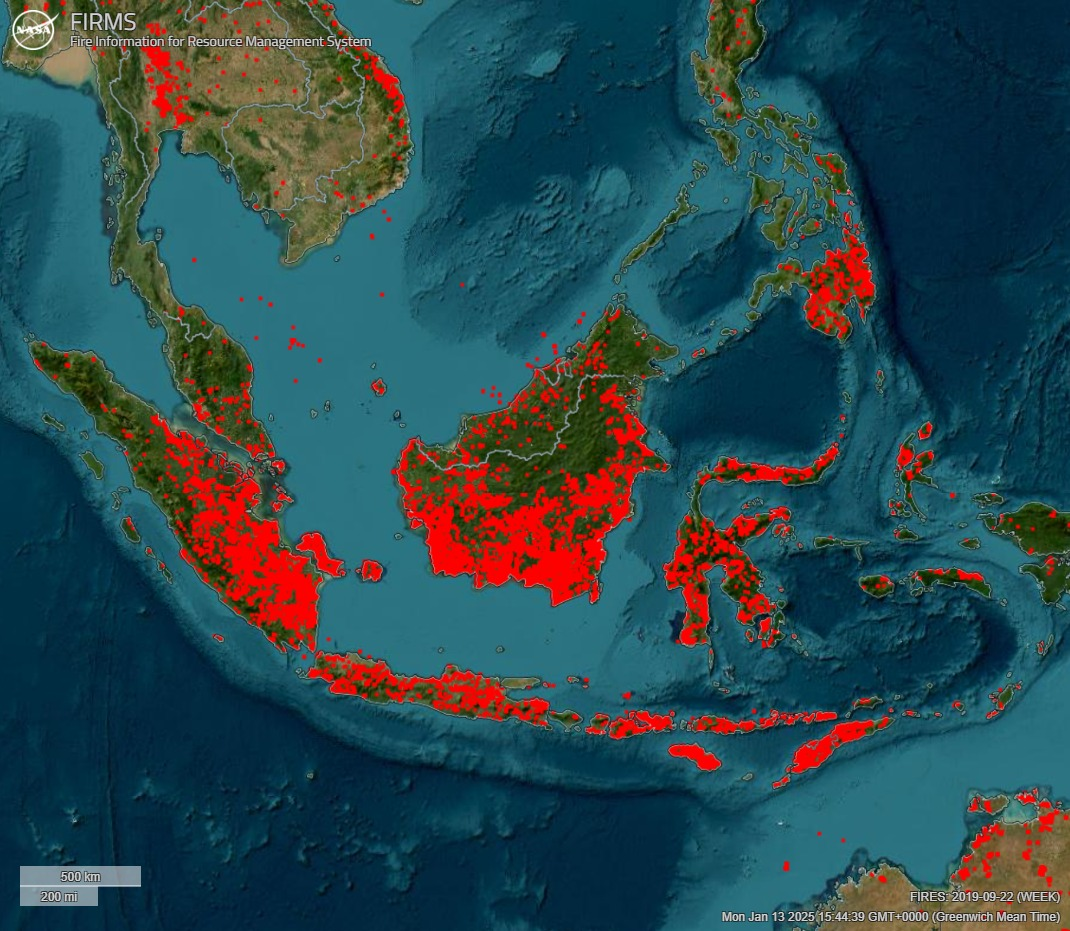 NASA
FIRMS
Fire Information for Resource Management System
500 km
200 mi
FIRES: 2019-09-22 (WEEK)
Mon Jan 13 2025 15:44:39 GMT+0000 (Greenwich Mean Time)